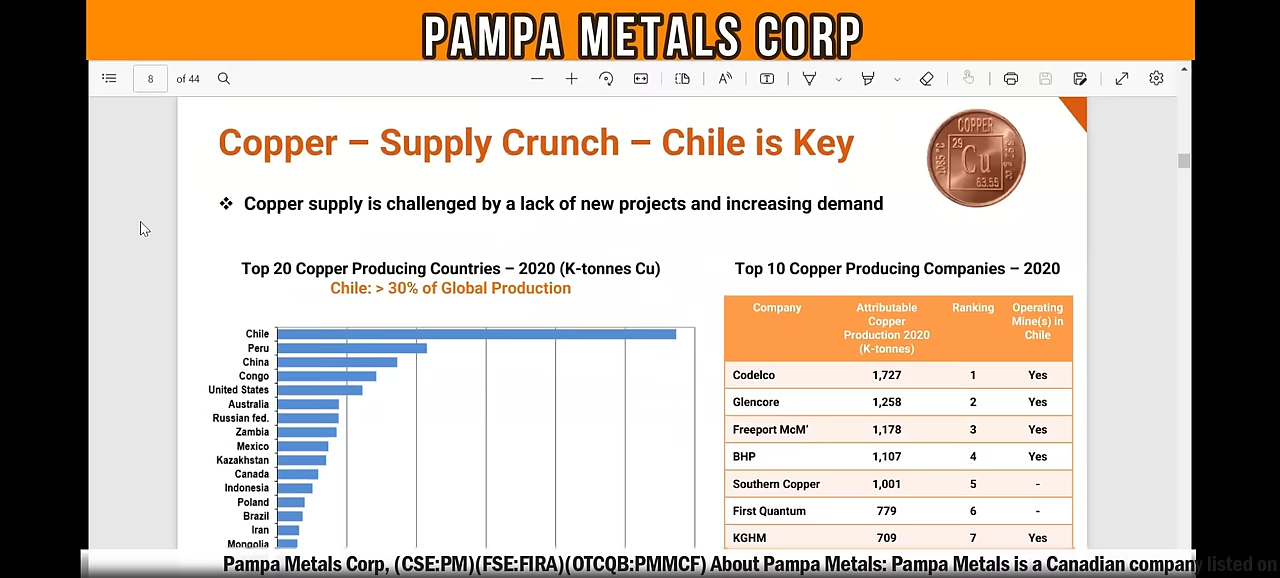 PAMPA METALS CORP
8 of 44
Copper – Supply Crunch – Chile is Key
COPPER
29
Cu
63.55
❖ Copper supply is challenged by a lack of new projects and increasing demand
Top 20 Copper Producing Countries – 2020 (K-tonnes Cu)
Chile: > 30% of Global Production
Chile
Peru
China
Congo
United States
Australia
Russian fed.
Zambia
Mexico
Kazakhstan
Canada
Indonesia
Poland
Brazil
Iran
Mongolia
Top 10 Copper Producing Companies – 2020
Company Attributable Copper Production 2020 (K-tonnes) Ranking Operating Mine(s) in Chile
Codelco 1,727 1 Yes
Glencore 1,258 2 Yes
Freeport McM' 1,178 3 Yes
BHP 1,107 4 Yes
Southern Copper 1,001 5 -
First Quantum 779 6 -
KGHM 709 7 Yes
Pampa Metals Corp, (CSE:PM)(FSE:FIRA)(OTCQB:PMMCF) About Pampa Metals: Pampa Metals is a Canadian company listed on